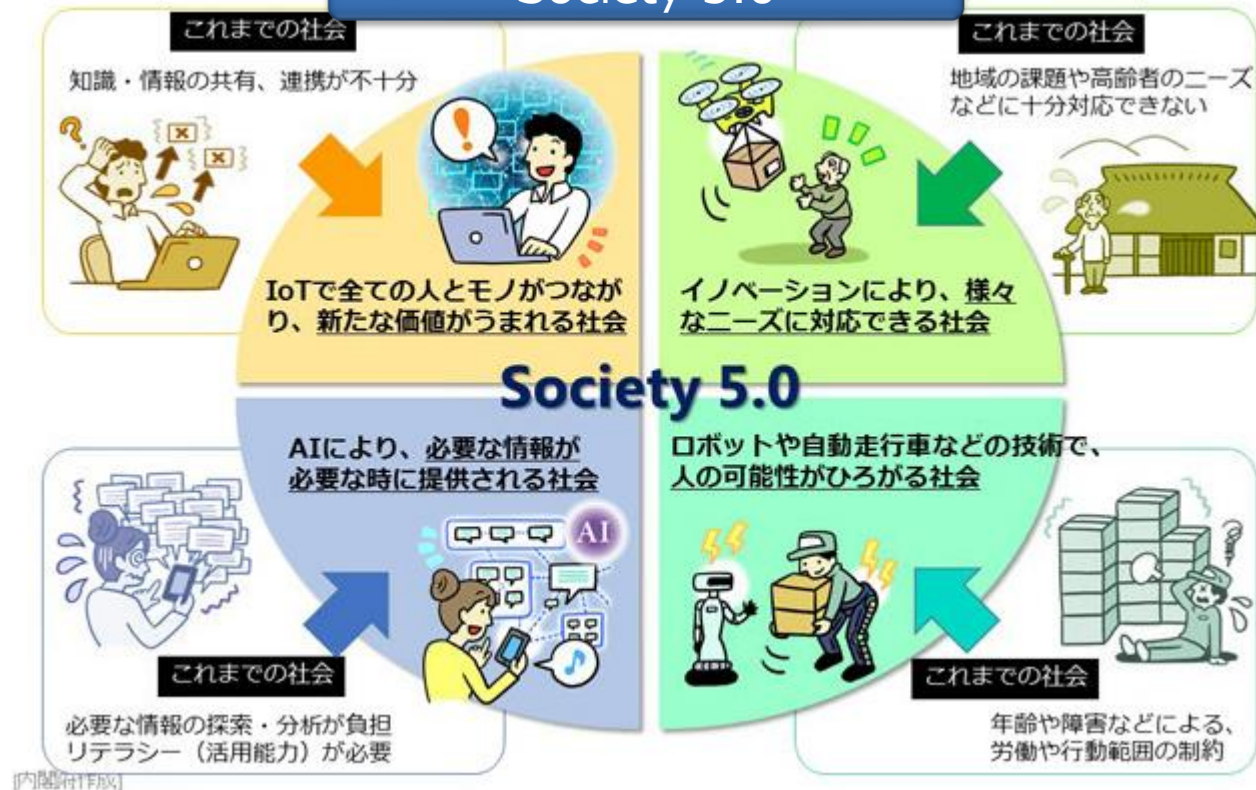 Society 5.0
これまでの社会
知識・情報の共有、連携が不十分
IoTで全ての人とモノがつなが
り、新たな価値がうまれる社会
これまでの社会
地域の課題や高齢者のニーズ
などに十分対応できない
イノベーションにより、様々
なニーズに対応できる社会
Society 5.0
AIにより、必要な情報が
必要な時に提供される社会
AI
これまでの社会
必要な情報の探索・分析が負担
リテラシー（活用能力）が必要
ロボットや自動走行車などの技術で、
人の可能性がひろがる社会
これまでの社会
年齢や障害などによる、
労働や行動範囲の制約
[内閣府作成]